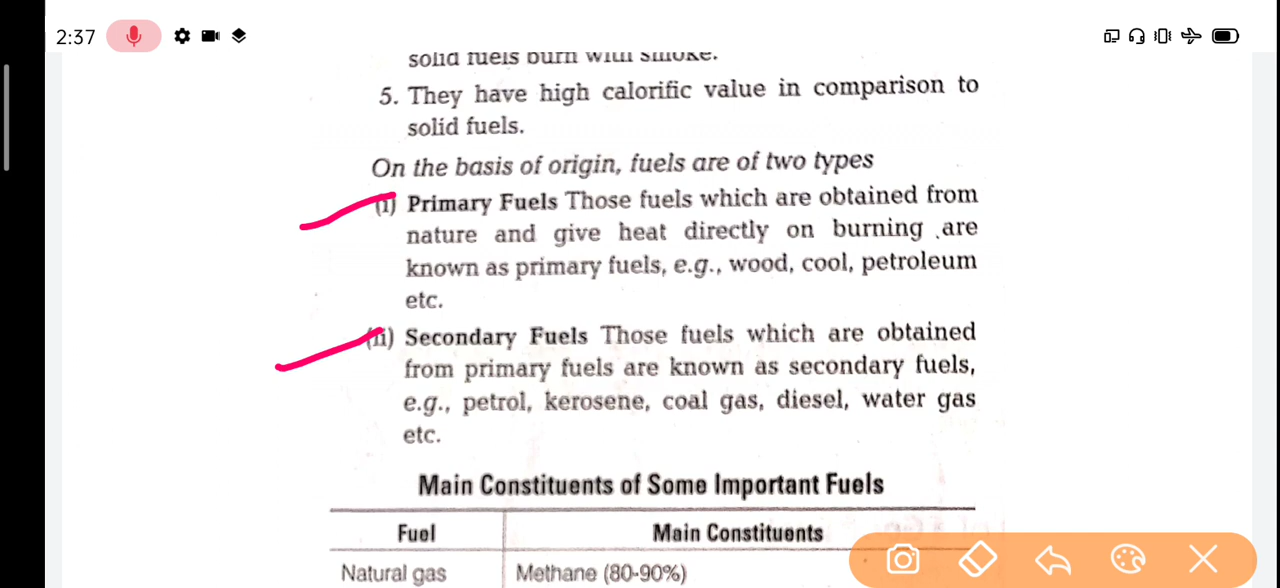 2:37
solid fuels burn with smoke.
5. They have high calorific value in comparison to
solid fuels.
On the basis of origin, fuels are of two types
(i) Primary Fuels Those fuels which are obtained from
nature and give heat directly on burning are
known as primary fuels, e.g., wood, cool, petroleum
etc.
(ii) Secondary Fuels Those fuels which are obtained
from primary fuels are known as secondary fuels,
e.g., petrol, kerosene, coal gas, diesel, water gas
etc.
Main Constituents of Some Important Fuels
Fuel Main Constituents
Natural gas Methane (80-90%)